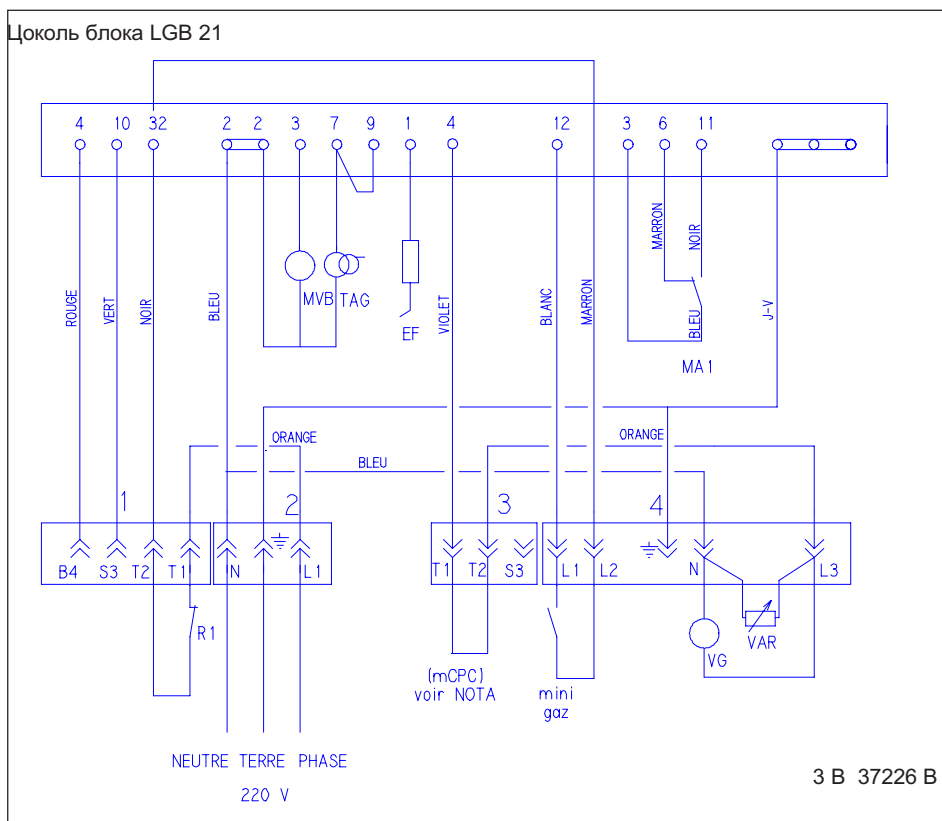 Цоколь блока LGB 21
4 10 32 2 2 3 7 9 1 4 12 3 6 11
ROUGE
VERT
NOIR
BLEU
MVB TAG
EF
VIOLET
BLANC
MARRON
MARRON
NOIR
BLEU
MA1
J-V
ORANGE
BLEU
ORANGE
1 2 3 4
B4 S3 T2 T1 N L1 T1 T2 S3 L1 L2 N L3
R1
VG
VAR
(mCPC)
voir NOTA
mini
gaz
NEUTRE TERRE PHASE
220 V
3 B 37226 B